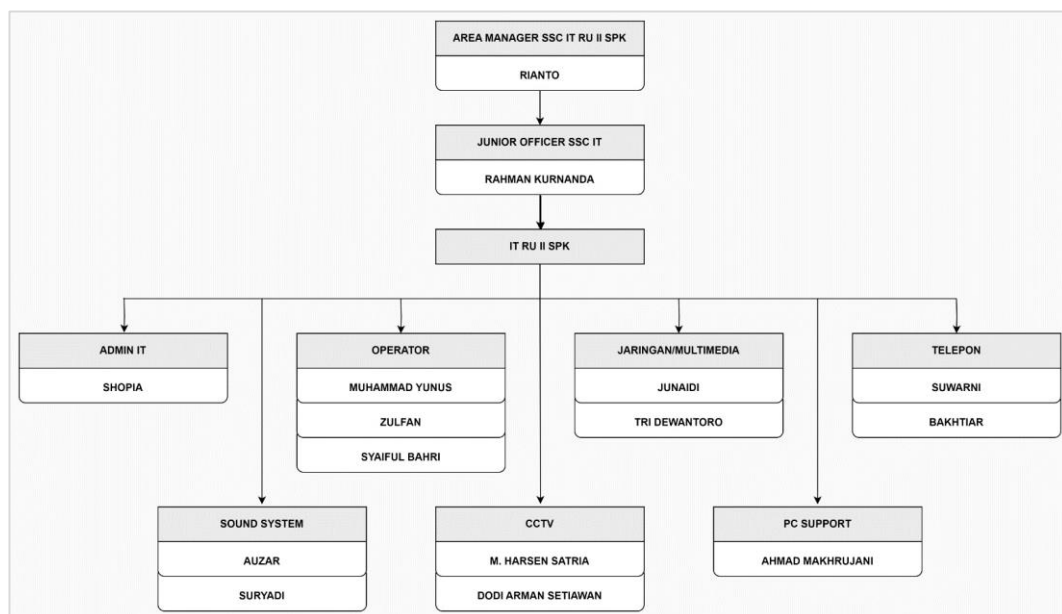 AREA MANAGER SSC IT RU II SPK
RIANTO
JUNIOR OFFICER SSC IT
RAHMAN KURNANDA
IT RU II SPK
ADMIN IT
SHOPIA
OPERATOR
MUHAMMAD YUNUS
ZULFAN
SYAIFUL BAHRI
JARINGAN/MULTIMEDIA
JUNAIDI
TRI DEWANTORO
TELEPON
SUWARNI
BAKHTIAR
SOUND SYSTEM
AUZAR
SURYADI
CCTV
M. HARSEN SATRIA
DODI ARMAN SETIAWAN
PC SUPPORT
AHMAD MAKHRUJANI